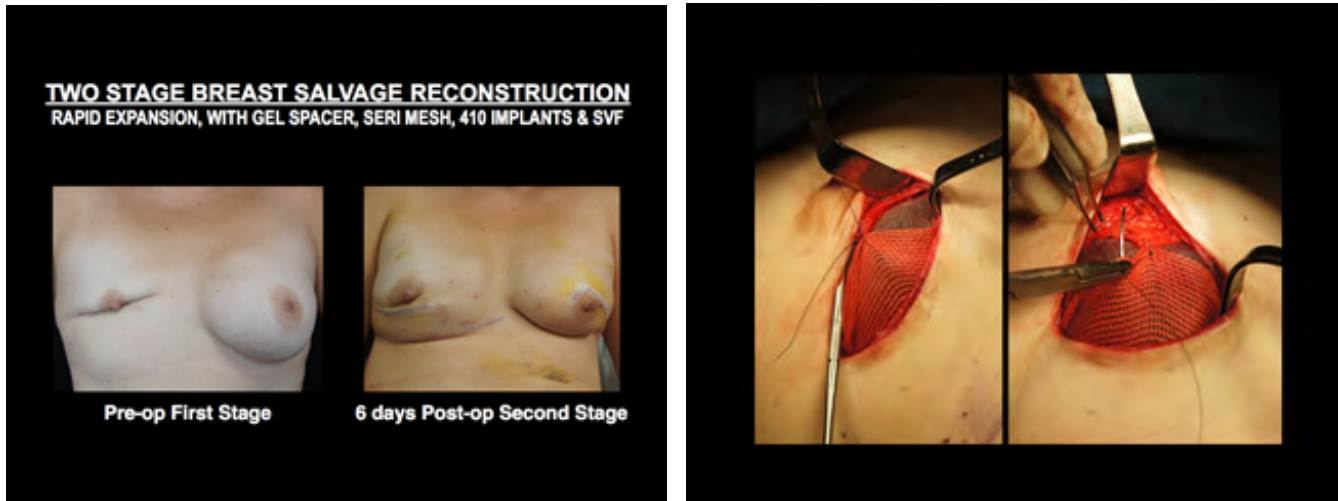 TWO STAGE BREAST SALVAGE RECONSTRUCTION
RAPID EXPANSION, WITH GEL SPACER, SERI MESH, 410 IMPLANTS & SVF
Pre-op First Stage
6 days Post-op Second Stage